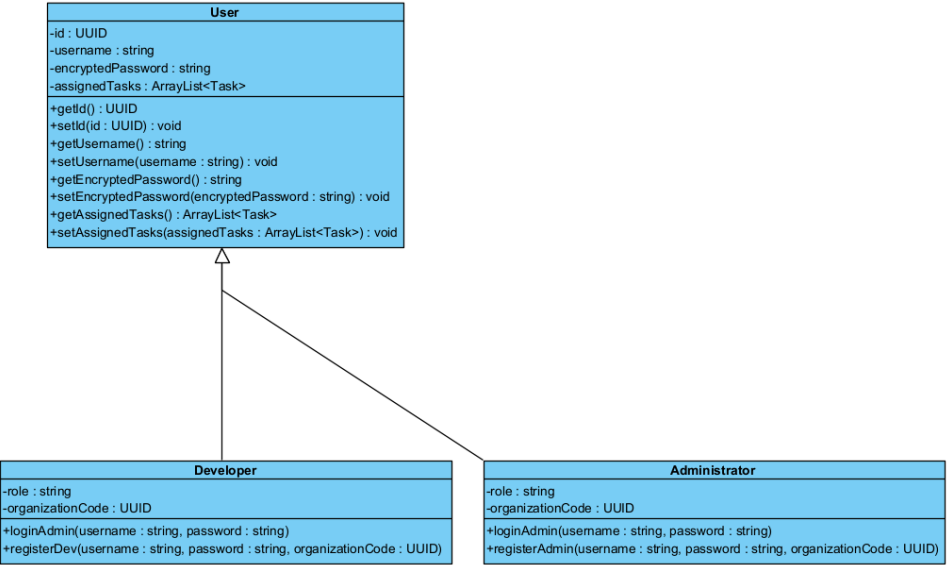 User
-id : UUID
-username : string
-encryptedPassword : string
-assignedTasks : ArrayList<Task>
+getId() : UUID
+setId(id : UUID) : void
+getUsername() : string
+setUsername(username : string) : void
+getEncryptedPassword() : string
+setEncryptedPassword(encryptedPassword : string) : void
+getAssignedTasks() : ArrayList<Task>
+setAssignedTasks(assignedTasks : ArrayList<Task>) : void
Developer
-role : string
-organizationCode : UUID
+loginAdmin(username : string, password : string)
+registerDev(username : string, password : string, organizationCode : UUID)
Administrator
-role : string
-organizationCode : UUID
+loginAdmin(username : string, password : string)
+registerAdmin(username : string, password : string, organizationCode : UUID)